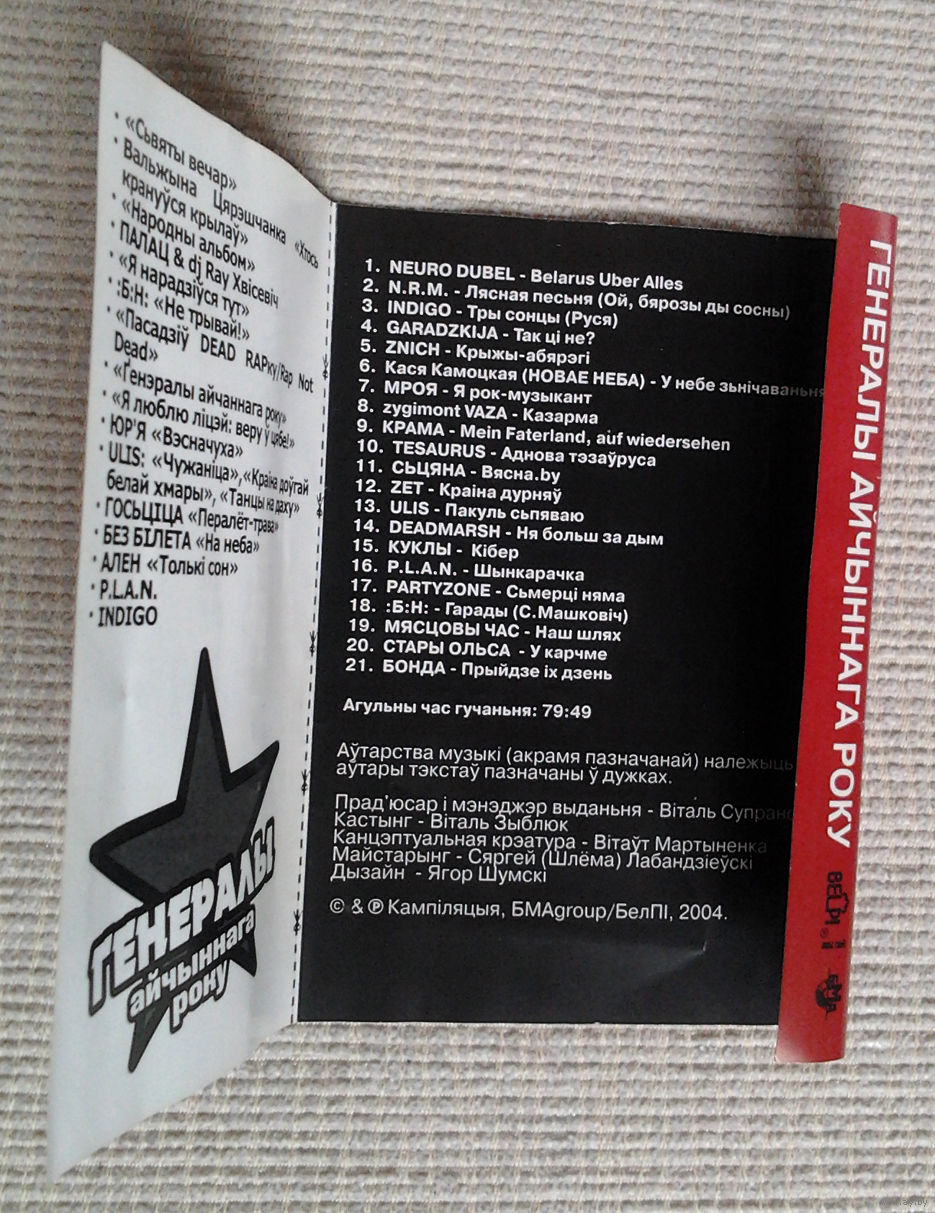 · «Сьвяты вечар»
· Вальжына Цярэшчанка «Хтось
крануўся крылаў»
· «Народны альбом»
· ПАЛАЦ & dj Ray Хвісевіч
· «Я нарадзіўся тут»
· :Б:Н: «Не трывай!»
· «Пасадзіў DEAD RAPку/Rap Not
Dead»
· «Ґенэралы айчаннага року»
· «Я люблю ліцэй: веру ў цябе!»
· ЮР'Я «Вэсначуха»
· ULIS: «Чужаніца», «Краіна доўгай
белай хмары», «Танцы на даху»
· ГОСЬЦІЦА «Пералёт-трава»
· БЕЗ БІЛЕТА «На неба»
· АЛЕН «Толькі сон»
· P.L.A.N.
· INDIGO
ГЕНЕРАЛЫ
айчыннага
року
1. NEURO DUBEL - Belarus Uber Alles
2. N.R.M. - Лясная песьня (Ой, бярозы ды сосны)
3. INDIGO - Тры сонцы (Руся)
4. GARADZKIJA - Так ці не?
5. ZNICH - Крыжы-абярэгі
6. Кася Камоцкая (НОВАЕ НЕБА) - У небе зьнічаваньня
7. МРОЯ - Я рок-музыкант
8. zygimont VAZA - Казарма
9. КРАМА - Mein Faterland, auf wiedersehen
10. TESAURUS - Аднова тэзаўруса
11. СЬЦЯНА - Вясна.by
12. ZET - Краіна дурняў
13. ULIS - Пакуль сьпяваю
14. DEADMARSH - Ня больш за дым
15. КУКЛЫ - Кібер
16. P.L.A.N. - Шынкарачка
17. PARTYZONE - Сьмерці няма
18. :Б:Н: - Гарады (С.Машковіч)
19. МЯСЦОВЫ ЧАС - Наш шлях
20. СТАРЫ ОЛЬСА - У карчме
21. БОНДА - Прыйдзе іх дзень
Агульны час гучаньня: 79:49
Аўтарства музыкі (акрамя пазначанай) належыць
аўтары тэкстаў пазначаны ў дужках.
Прад'юсар і мэнэджэр выданьня - Віталь Супран
Кастынг - Віталь Зыблюк
Канцэптуальная крэатура - Вітаўт Мартыненка
Майстарынг - Сяргей (Шлёма) Лабандзіеўскі
Дызайн - Ягор Шумскі
© & ℗ Кампіляцыя, БМАgroup/БелПІ, 2004.
ГЕНЕРАЛЫ АЙЧЫННАГА РОКУ
BELPI
БМА